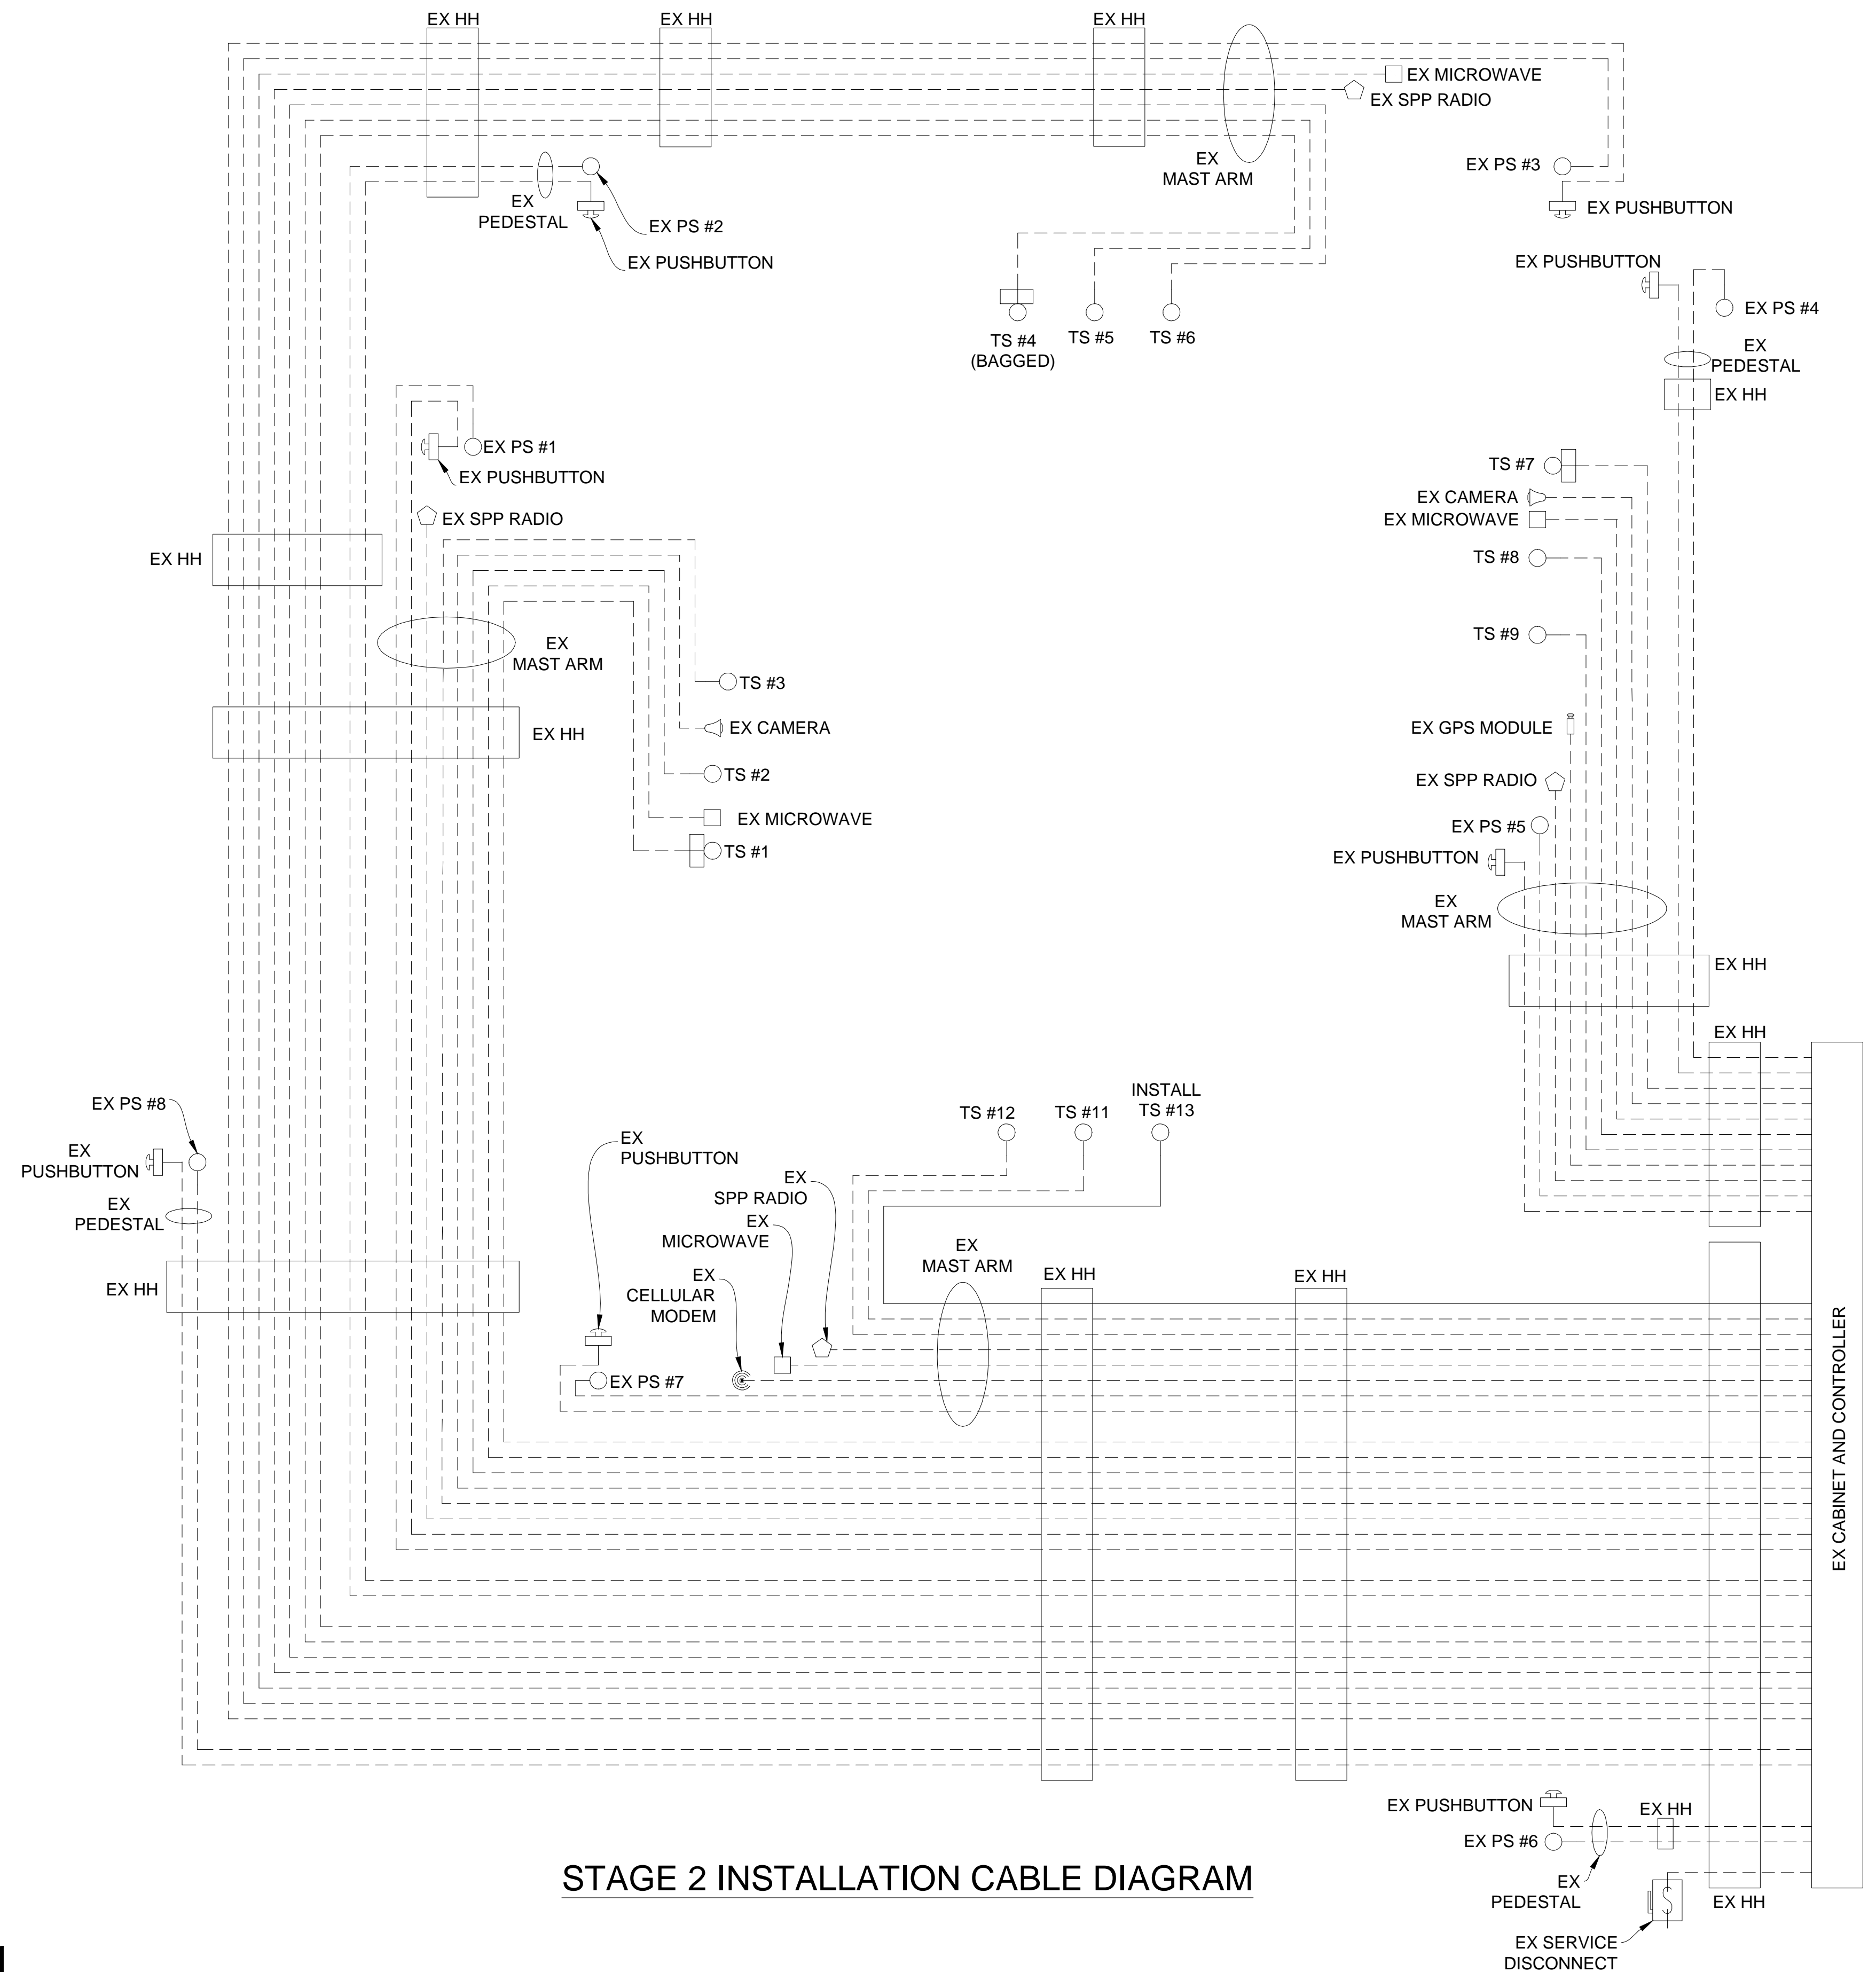 EX HH
EX HH
EX HH
EX MICROWAVE
EX SPP RADIO
EX
MAST ARM
EX PS #3
EX PUSHBUTTON
EX
PEDESTAL
EX PS #2
EX PUSHBUTTON
EX PUSHBUTTON
EX PS #4
TS #4
(BAGGED)
TS #5
TS #6
EX
PEDESTAL
EX HH
EX PS #1
EX PUSHBUTTON
EX SPP RADIO
TS #7
EX CAMERA
EX MICROWAVE
TS #8
EX HH
TS #9
EX
MAST ARM
TS #3
EX HH
EX CAMERA
EX GPS MODULE
TS #2
EX SPP RADIO
EX MICROWAVE
EX PS #5
TS #1
EX PUSHBUTTON
EX
MAST ARM
EX HH
EX HH
EX PS #8
EX
PUSHBUTTON
EX
PEDESTAL
EX HH
TS #12
TS #11
INSTALL
TS #13
EX
PUSHBUTTON
EX
SPP RADIO
EX
MICROWAVE
EX
CELLULAR
MODEM
EX
MAST ARM
EX HH
EX HH
EX PS #7
EX CABINET AND CONTROLLER
EX PUSHBUTTON
EX HH
EX PS #6
STAGE 2 INSTALLATION CABLE DIAGRAM
EX
PEDESTAL
EX HH
S
EX SERVICE
DISCONNECT